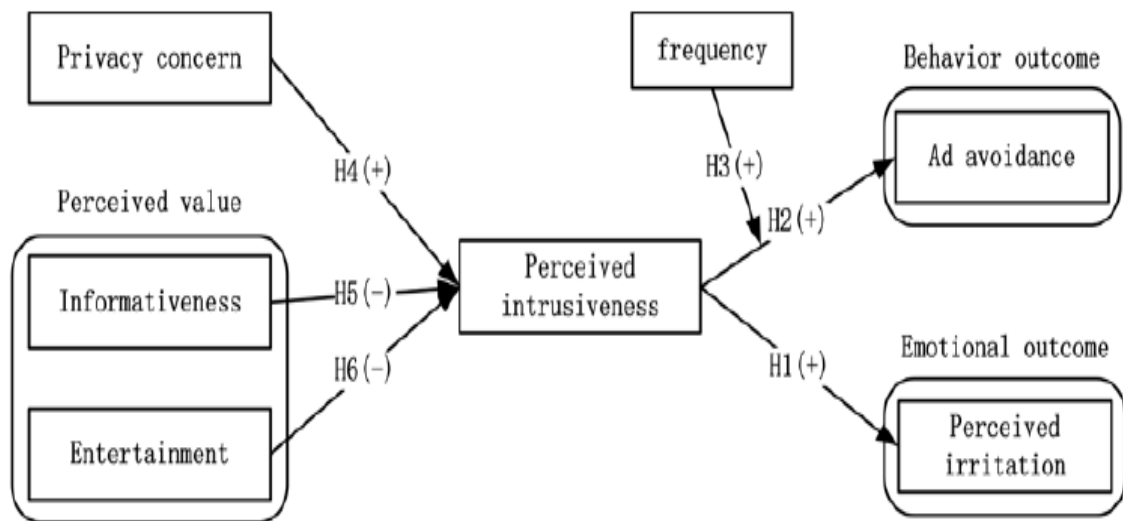 Privacy concern
frequency
Behavior outcome
Ad avoidance
H4(+)
H3(+)
H2(+)
Perceived value
Informativeness
H5(-)
Perceived
intrusiveness
H6(-)
H1(+)
Emotional outcome
Entertainment
Perceived
irritation